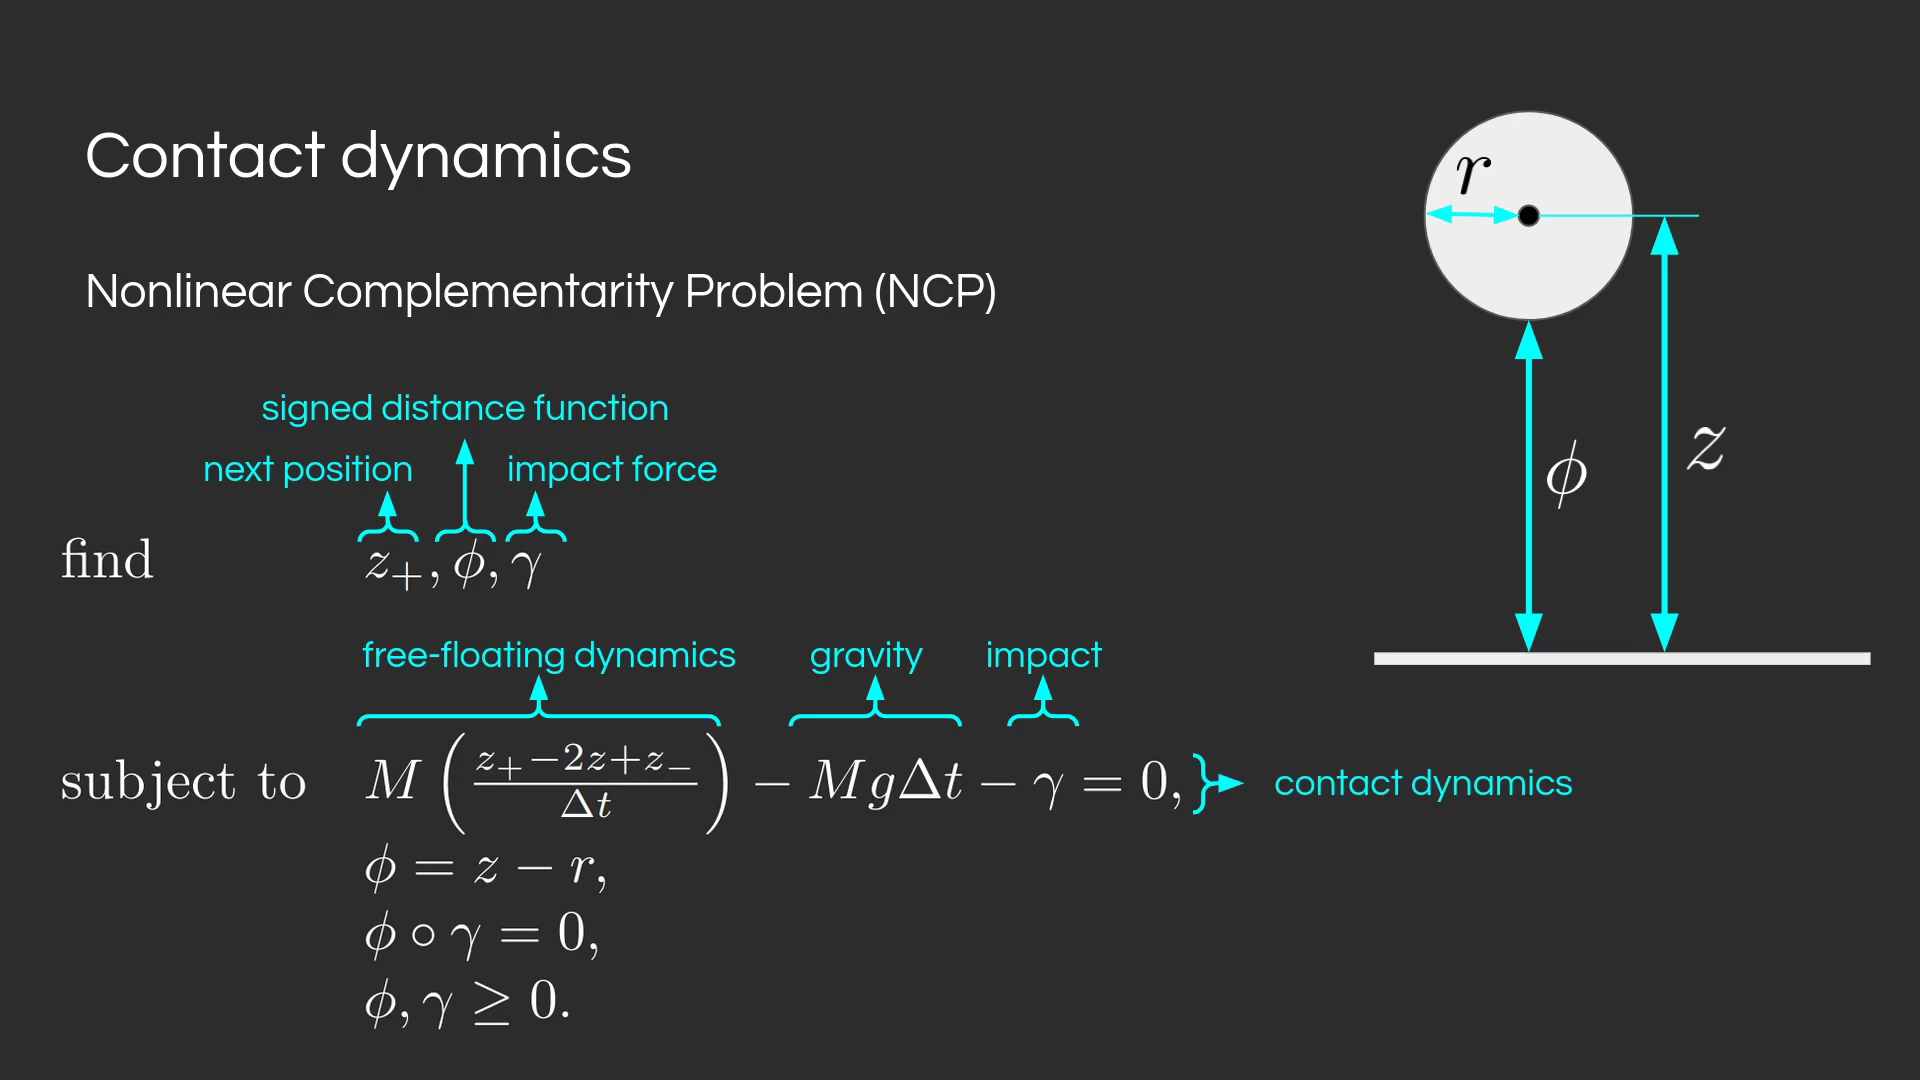 Contact dynamics
Nonlinear Complementarity Problem (NCP)
signed distance function
next position
impact force
find z₊, ϕ, γ
free-floating dynamics
gravity
impact
subject to M ( (z₊ − 2z + z₋) / Δt ) − MgΔt − γ = 0,
contact dynamics
ϕ = z − r,
ϕ ∘ γ = 0,
ϕ, γ ≥ 0.
r
ϕ
z